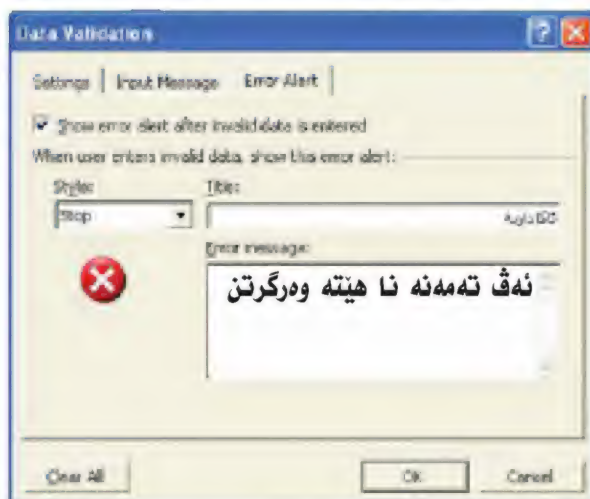 Data Validation
Settings | Input Message Error Alert
Show error alert after invalid data is entered
When user enters invalid data, show this error alert:
Style: Title:
Stop
Error message:
ئەڤ تەمەنە نا هێتە وەرگرتن
Clear All OK Cancel